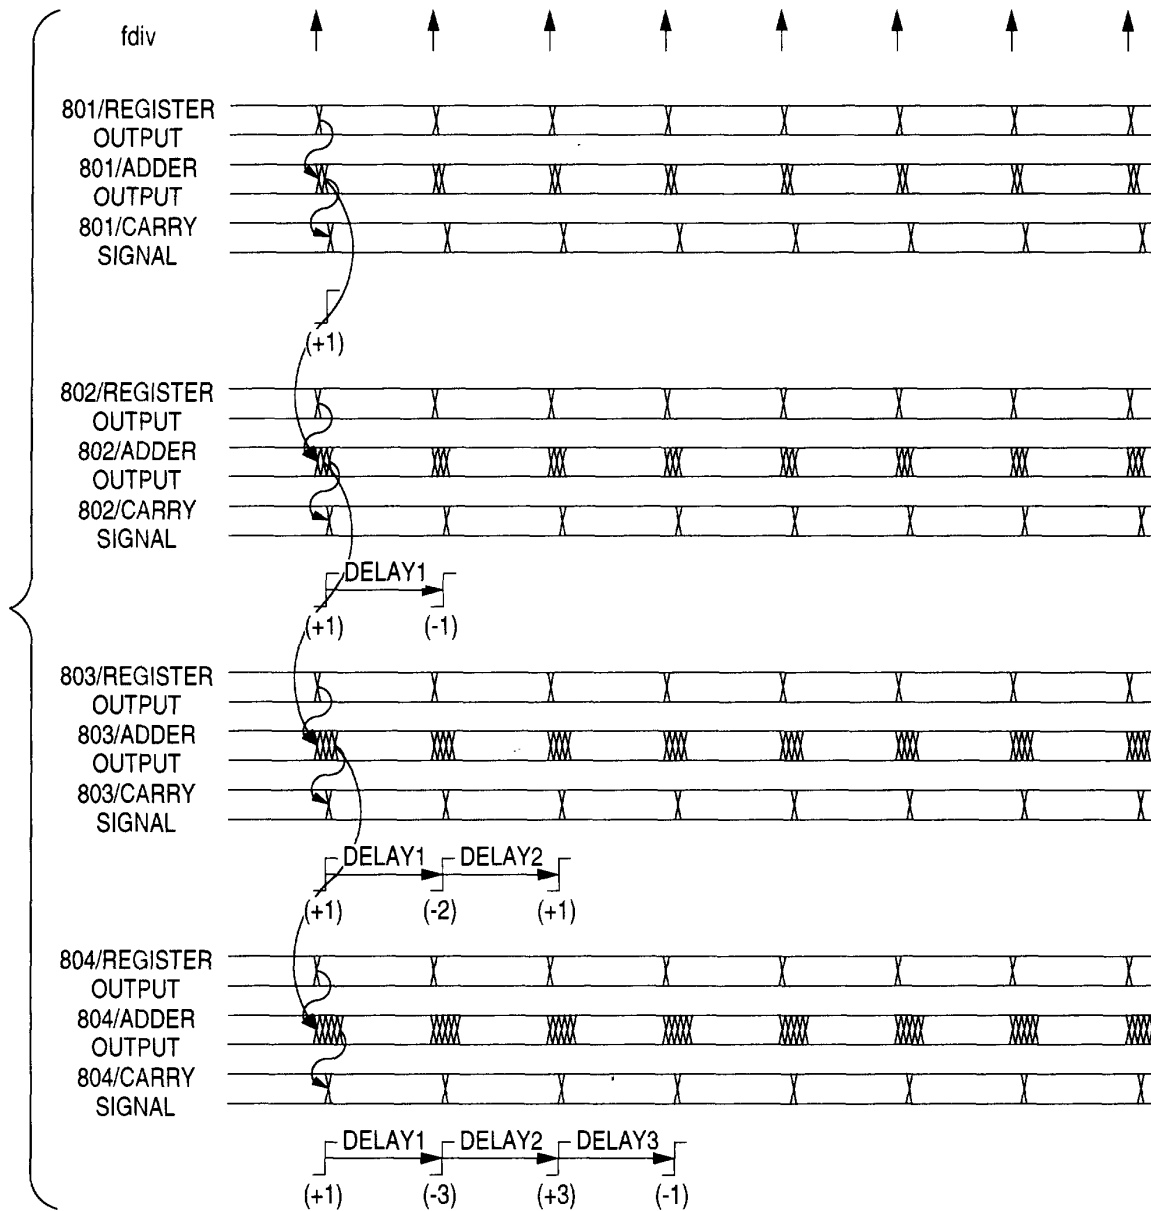 fdiv
801/REGISTER
OUTPUT
801/ADDER
OUTPUT
801/CARRY
SIGNAL
(+1)
802/REGISTER
OUTPUT
802/ADDER
OUTPUT
802/CARRY
SIGNAL
DELAY1
(+1) (-1)
803/REGISTER
OUTPUT
803/ADDER
OUTPUT
803/CARRY
SIGNAL
DELAY1 DELAY2
(+1) (-2) (+1)
804/REGISTER
OUTPUT
804/ADDER
OUTPUT
804/CARRY
SIGNAL
DELAY1 DELAY2 DELAY3
(+1) (-3) (+3) (-1)